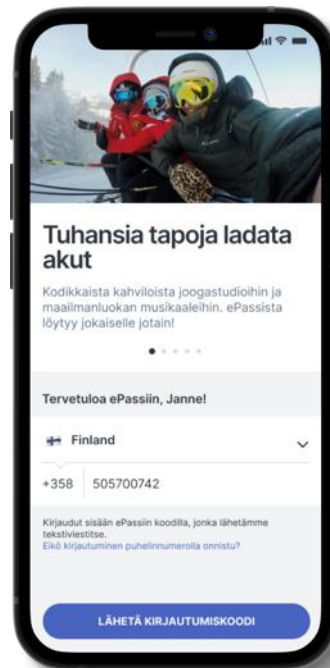 Tuhansia tapoja ladata
akut
Kodikkaista kahviloista joogastudioihin ja
maailmanluokan musikaaleihin. ePassista
löytyy jokaiselle jotain!
Tervetuloa ePassiin, Janne!
Finland
+358 505700742
Kirjaudut sisään ePassiin koodilla, jonka lähetämme
tekstiviestitse.
Eikö kirjautuminen puhelinnumerolla onnistu?
LÄHETÄ KIRJAUTUMISKOODI